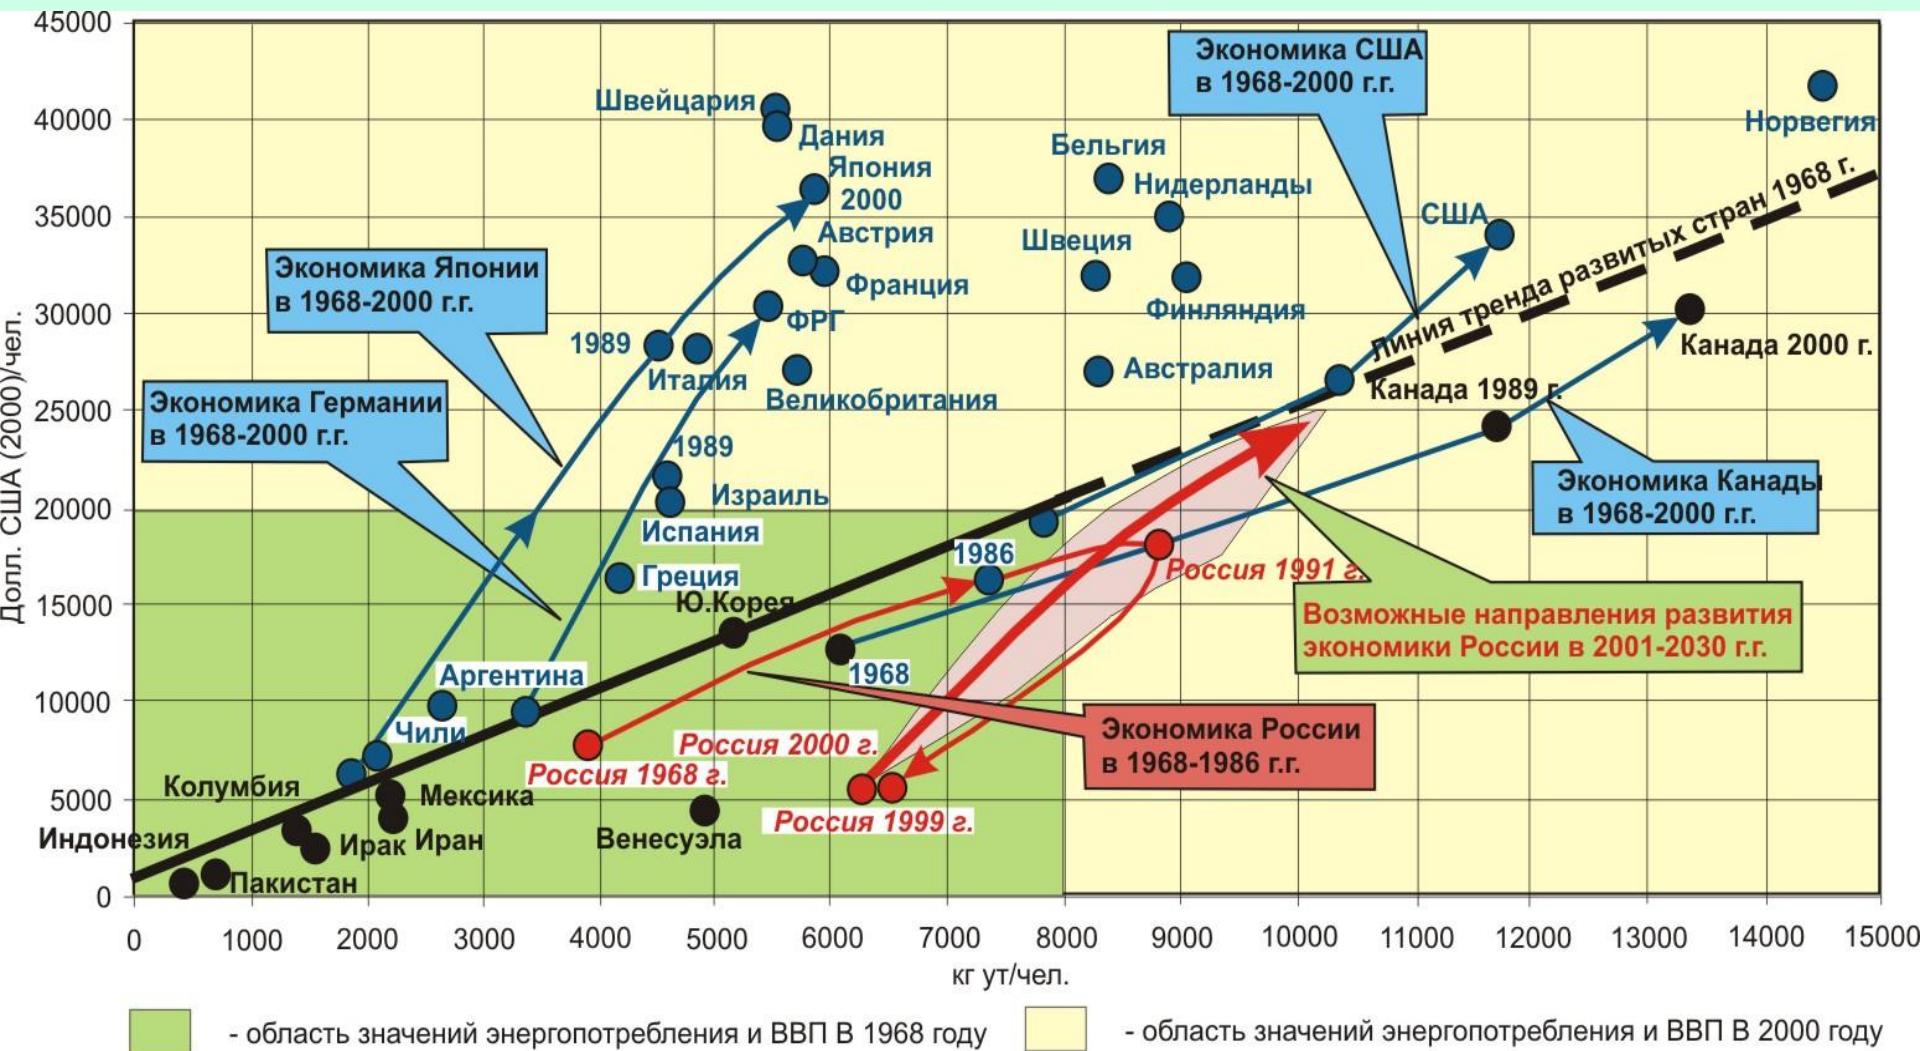 45000
40000
35000
30000
25000
20000
15000
10000
5000
0
Долл. США (2000)/чел.
0 1000 2000 3000 4000 5000 6000 7000 8000 9000 10000 11000 12000 13000 14000 15000
кг ут/чел.
Экономика США
в 1968-2000 г.г.
Швейцария
Дания
Япония
2000
Австрия
Франция
ФРГ
1989
Италия
Великобритания
Бельгия
Нидерланды
Швеция
Финляндия
Австралия
США
Норвегия
Линия тренда развитых стран 1968 г.
Канада 2000 г.
Канада 1989 г.
Экономика Японии
в 1968-2000 г.г.
Экономика Германии
в 1968-2000 г.г.
Экономика Канады
в 1968-2000 г.г.
1989
Израиль
Испания
Греция
Ю.Корея
1986
Россия 1991 г.
Возможные направления развития
экономики России в 2001-2030 г.г.
1968
Аргентина
Чили
Россия 2000 г.
Россия 1968 г.
Экономика России
в 1968-1986 г.г.
Колумбия
Мексика
Россия 1999 г.
Индонезия
Ирак
Иран
Венесуэла
Пакистан
- область значений энергопотребления и ВВП В 1968 году
- область значений энергопотребления и ВВП В 2000 году